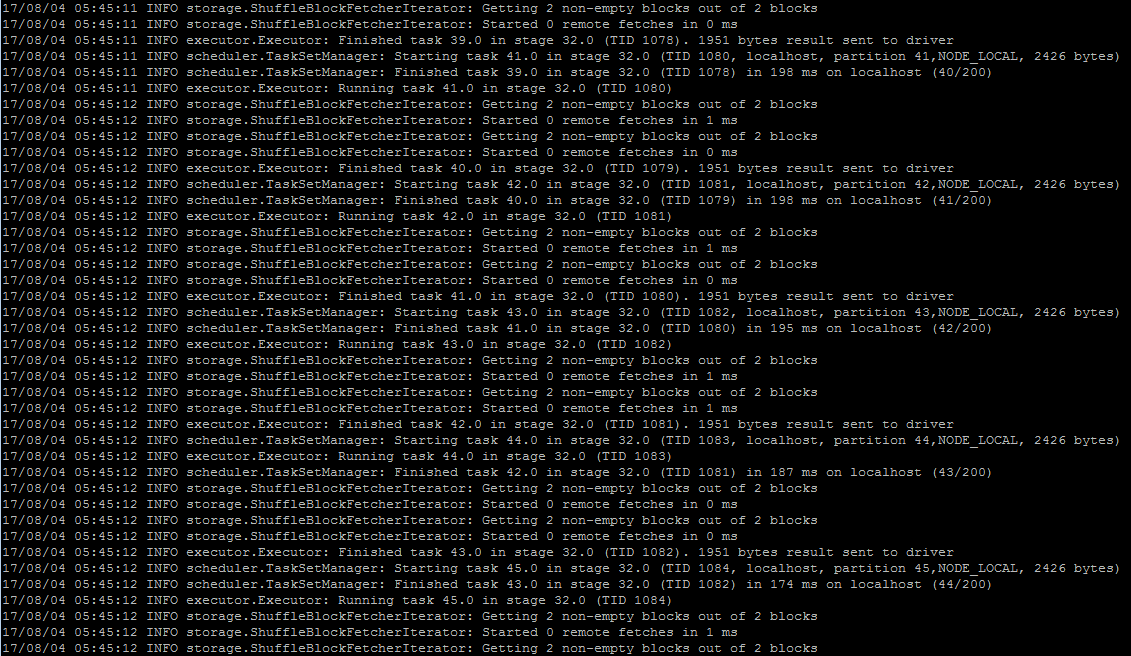 17/08/04 05:45:11 INFO storage.ShuffleBlockFetcherIterator: Getting 2 non-empty blocks out of 2 blocks
17/08/04 05:45:11 INFO storage.ShuffleBlockFetcherIterator: Started 0 remote fetches in 0 ms
17/08/04 05:45:11 INFO executor.Executor: Finished task 39.0 in stage 32.0 (TID 1078). 1951 bytes result sent to driver
17/08/04 05:45:11 INFO scheduler.TaskSetManager: Starting task 41.0 in stage 32.0 (TID 1080, localhost, partition 41,NODE_LOCAL, 2426 bytes)
17/08/04 05:45:11 INFO scheduler.TaskSetManager: Finished task 39.0 in stage 32.0 (TID 1078) in 198 ms on localhost (40/200)
17/08/04 05:45:11 INFO executor.Executor: Running task 41.0 in stage 32.0 (TID 1080)
17/08/04 05:45:12 INFO storage.ShuffleBlockFetcherIterator: Getting 2 non-empty blocks out of 2 blocks
17/08/04 05:45:12 INFO storage.ShuffleBlockFetcherIterator: Started 0 remote fetches in 1 ms
17/08/04 05:45:12 INFO storage.ShuffleBlockFetcherIterator: Getting 2 non-empty blocks out of 2 blocks
17/08/04 05:45:12 INFO storage.ShuffleBlockFetcherIterator: Started 0 remote fetches in 0 ms
17/08/04 05:45:12 INFO executor.Executor: Finished task 40.0 in stage 32.0 (TID 1079). 1951 bytes result sent to driver
17/08/04 05:45:12 INFO scheduler.TaskSetManager: Starting task 42.0 in stage 32.0 (TID 1081, localhost, partition 42,NODE_LOCAL, 2426 bytes)
17/08/04 05:45:12 INFO scheduler.TaskSetManager: Finished task 40.0 in stage 32.0 (TID 1079) in 198 ms on localhost (41/200)
17/08/04 05:45:12 INFO executor.Executor: Running task 42.0 in stage 32.0 (TID 1081)
17/08/04 05:45:12 INFO storage.ShuffleBlockFetcherIterator: Getting 2 non-empty blocks out of 2 blocks
17/08/04 05:45:12 INFO storage.ShuffleBlockFetcherIterator: Started 0 remote fetches in 1 ms
17/08/04 05:45:12 INFO storage.ShuffleBlockFetcherIterator: Getting 2 non-empty blocks out of 2 blocks
17/08/04 05:45:12 INFO storage.ShuffleBlockFetcherIterator: Started 0 remote fetches in 0 ms
17/08/04 05:45:12 INFO executor.Executor: Finished task 41.0 in stage 32.0 (TID 1080). 1951 bytes result sent to driver
17/08/04 05:45:12 INFO scheduler.TaskSetManager: Starting task 43.0 in stage 32.0 (TID 1082, localhost, partition 43,NODE_LOCAL, 2426 bytes)
17/08/04 05:45:12 INFO scheduler.TaskSetManager: Finished task 41.0 in stage 32.0 (TID 1080) in 195 ms on localhost (42/200)
17/08/04 05:45:12 INFO executor.Executor: Running task 43.0 in stage 32.0 (TID 1082)
17/08/04 05:45:12 INFO storage.ShuffleBlockFetcherIterator: Getting 2 non-empty blocks out of 2 blocks
17/08/04 05:45:12 INFO storage.ShuffleBlockFetcherIterator: Started 0 remote fetches in 1 ms
17/08/04 05:45:12 INFO storage.ShuffleBlockFetcherIterator: Getting 2 non-empty blocks out of 2 blocks
17/08/04 05:45:12 INFO storage.ShuffleBlockFetcherIterator: Started 0 remote fetches in 1 ms
17/08/04 05:45:12 INFO executor.Executor: Finished task 42.0 in stage 32.0 (TID 1081). 1951 bytes result sent to driver
17/08/04 05:45:12 INFO scheduler.TaskSetManager: Starting task 44.0 in stage 32.0 (TID 1083, localhost, partition 44,NODE_LOCAL, 2426 bytes)
17/08/04 05:45:12 INFO executor.Executor: Running task 44.0 in stage 32.0 (TID 1083)
17/08/04 05:45:12 INFO scheduler.TaskSetManager: Finished task 42.0 in stage 32.0 (TID 1081) in 187 ms on localhost (43/200)
17/08/04 05:45:12 INFO storage.ShuffleBlockFetcherIterator: Getting 2 non-empty blocks out of 2 blocks
17/08/04 05:45:12 INFO storage.ShuffleBlockFetcherIterator: Started 0 remote fetches in 0 ms
17/08/04 05:45:12 INFO storage.ShuffleBlockFetcherIterator: Getting 2 non-empty blocks out of 2 blocks
17/08/04 05:45:12 INFO storage.ShuffleBlockFetcherIterator: Started 0 remote fetches in 0 ms
17/08/04 05:45:12 INFO executor.Executor: Finished task 43.0 in stage 32.0 (TID 1082). 1951 bytes result sent to driver
17/08/04 05:45:12 INFO scheduler.TaskSetManager: Starting task 45.0 in stage 32.0 (TID 1084, localhost, partition 45,NODE_LOCAL, 2426 bytes)
17/08/04 05:45:12 INFO scheduler.TaskSetManager: Finished task 43.0 in stage 32.0 (TID 1082) in 174 ms on localhost (44/200)
17/08/04 05:45:12 INFO executor.Executor: Running task 45.0 in stage 32.0 (TID 1084)
17/08/04 05:45:12 INFO storage.ShuffleBlockFetcherIterator: Getting 2 non-empty blocks out of 2 blocks
17/08/04 05:45:12 INFO storage.ShuffleBlockFetcherIterator: Started 0 remote fetches in 1 ms
17/08/04 05:45:12 INFO storage.ShuffleBlockFetcherIterator: Getting 2 non-empty blocks out of 2 blocks